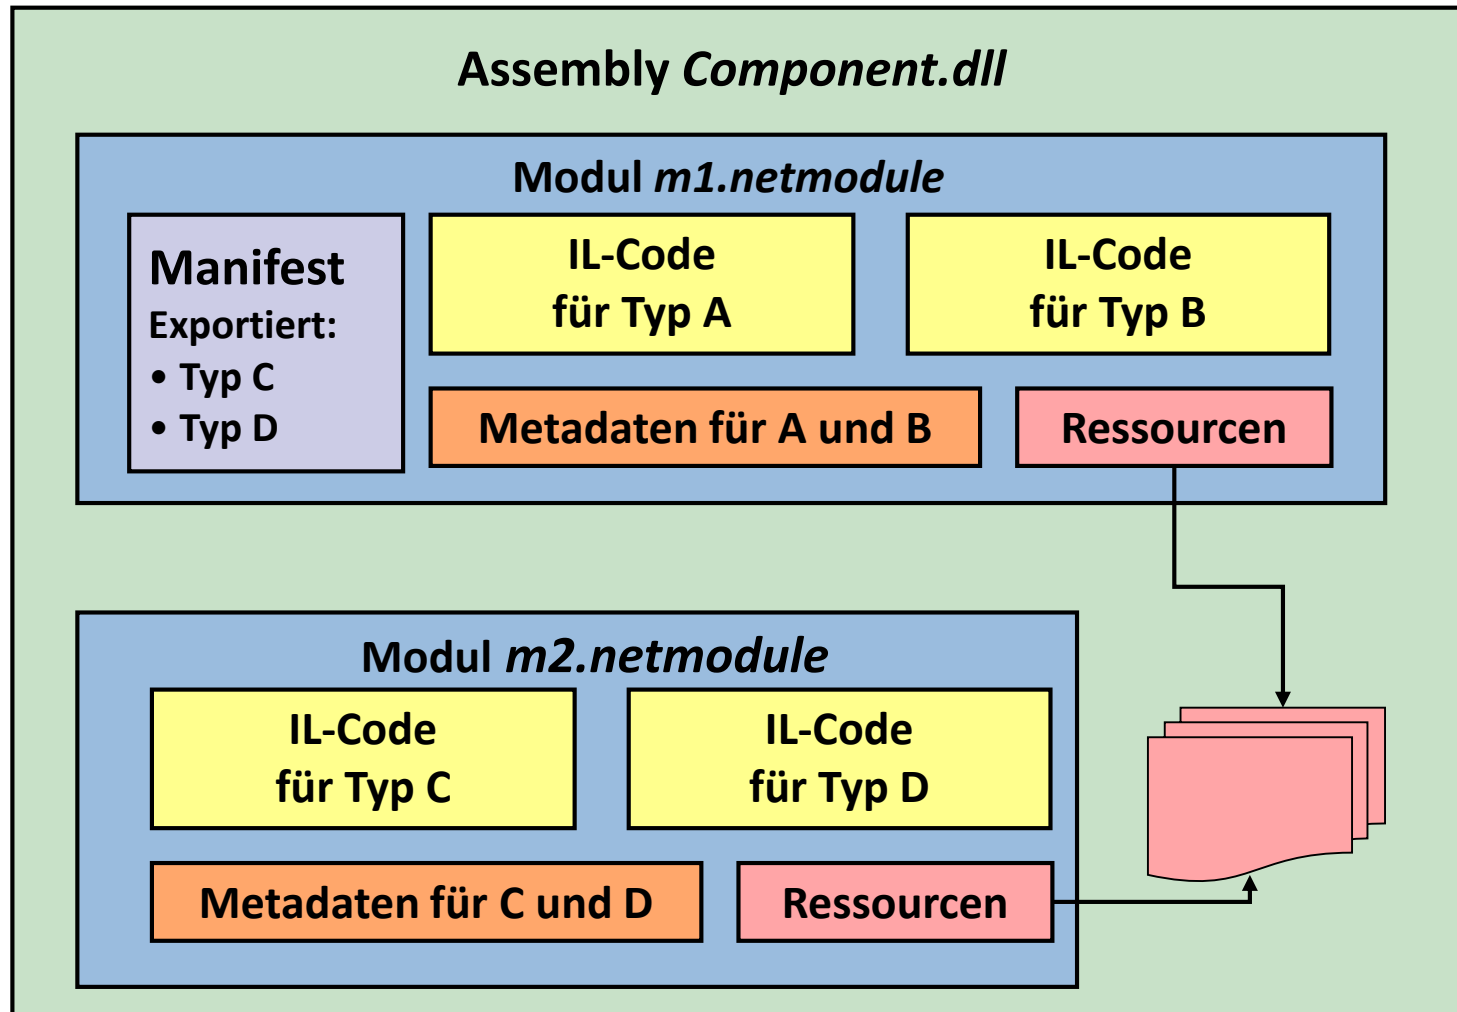 Assembly Component.dll
Modul m1.netmodule
Manifest
Exportiert:
• Typ C
• Typ D
IL-Code
für Typ A
IL-Code
für Typ B
Metadaten für A und B
Ressourcen
Modul m2.netmodule
IL-Code
für Typ C
IL-Code
für Typ D
Metadaten für C und D
Ressourcen